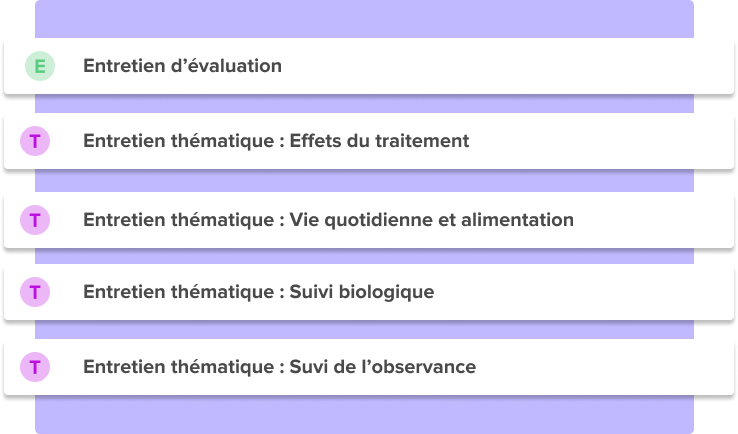 E Entretien d’évaluation
T Entretien thématique : Effets du traitement
T Entretien thématique : Vie quotidienne et alimentation
T Entretien thématique : Suivi biologique
T Entretien thématique : Suvi de l’observance